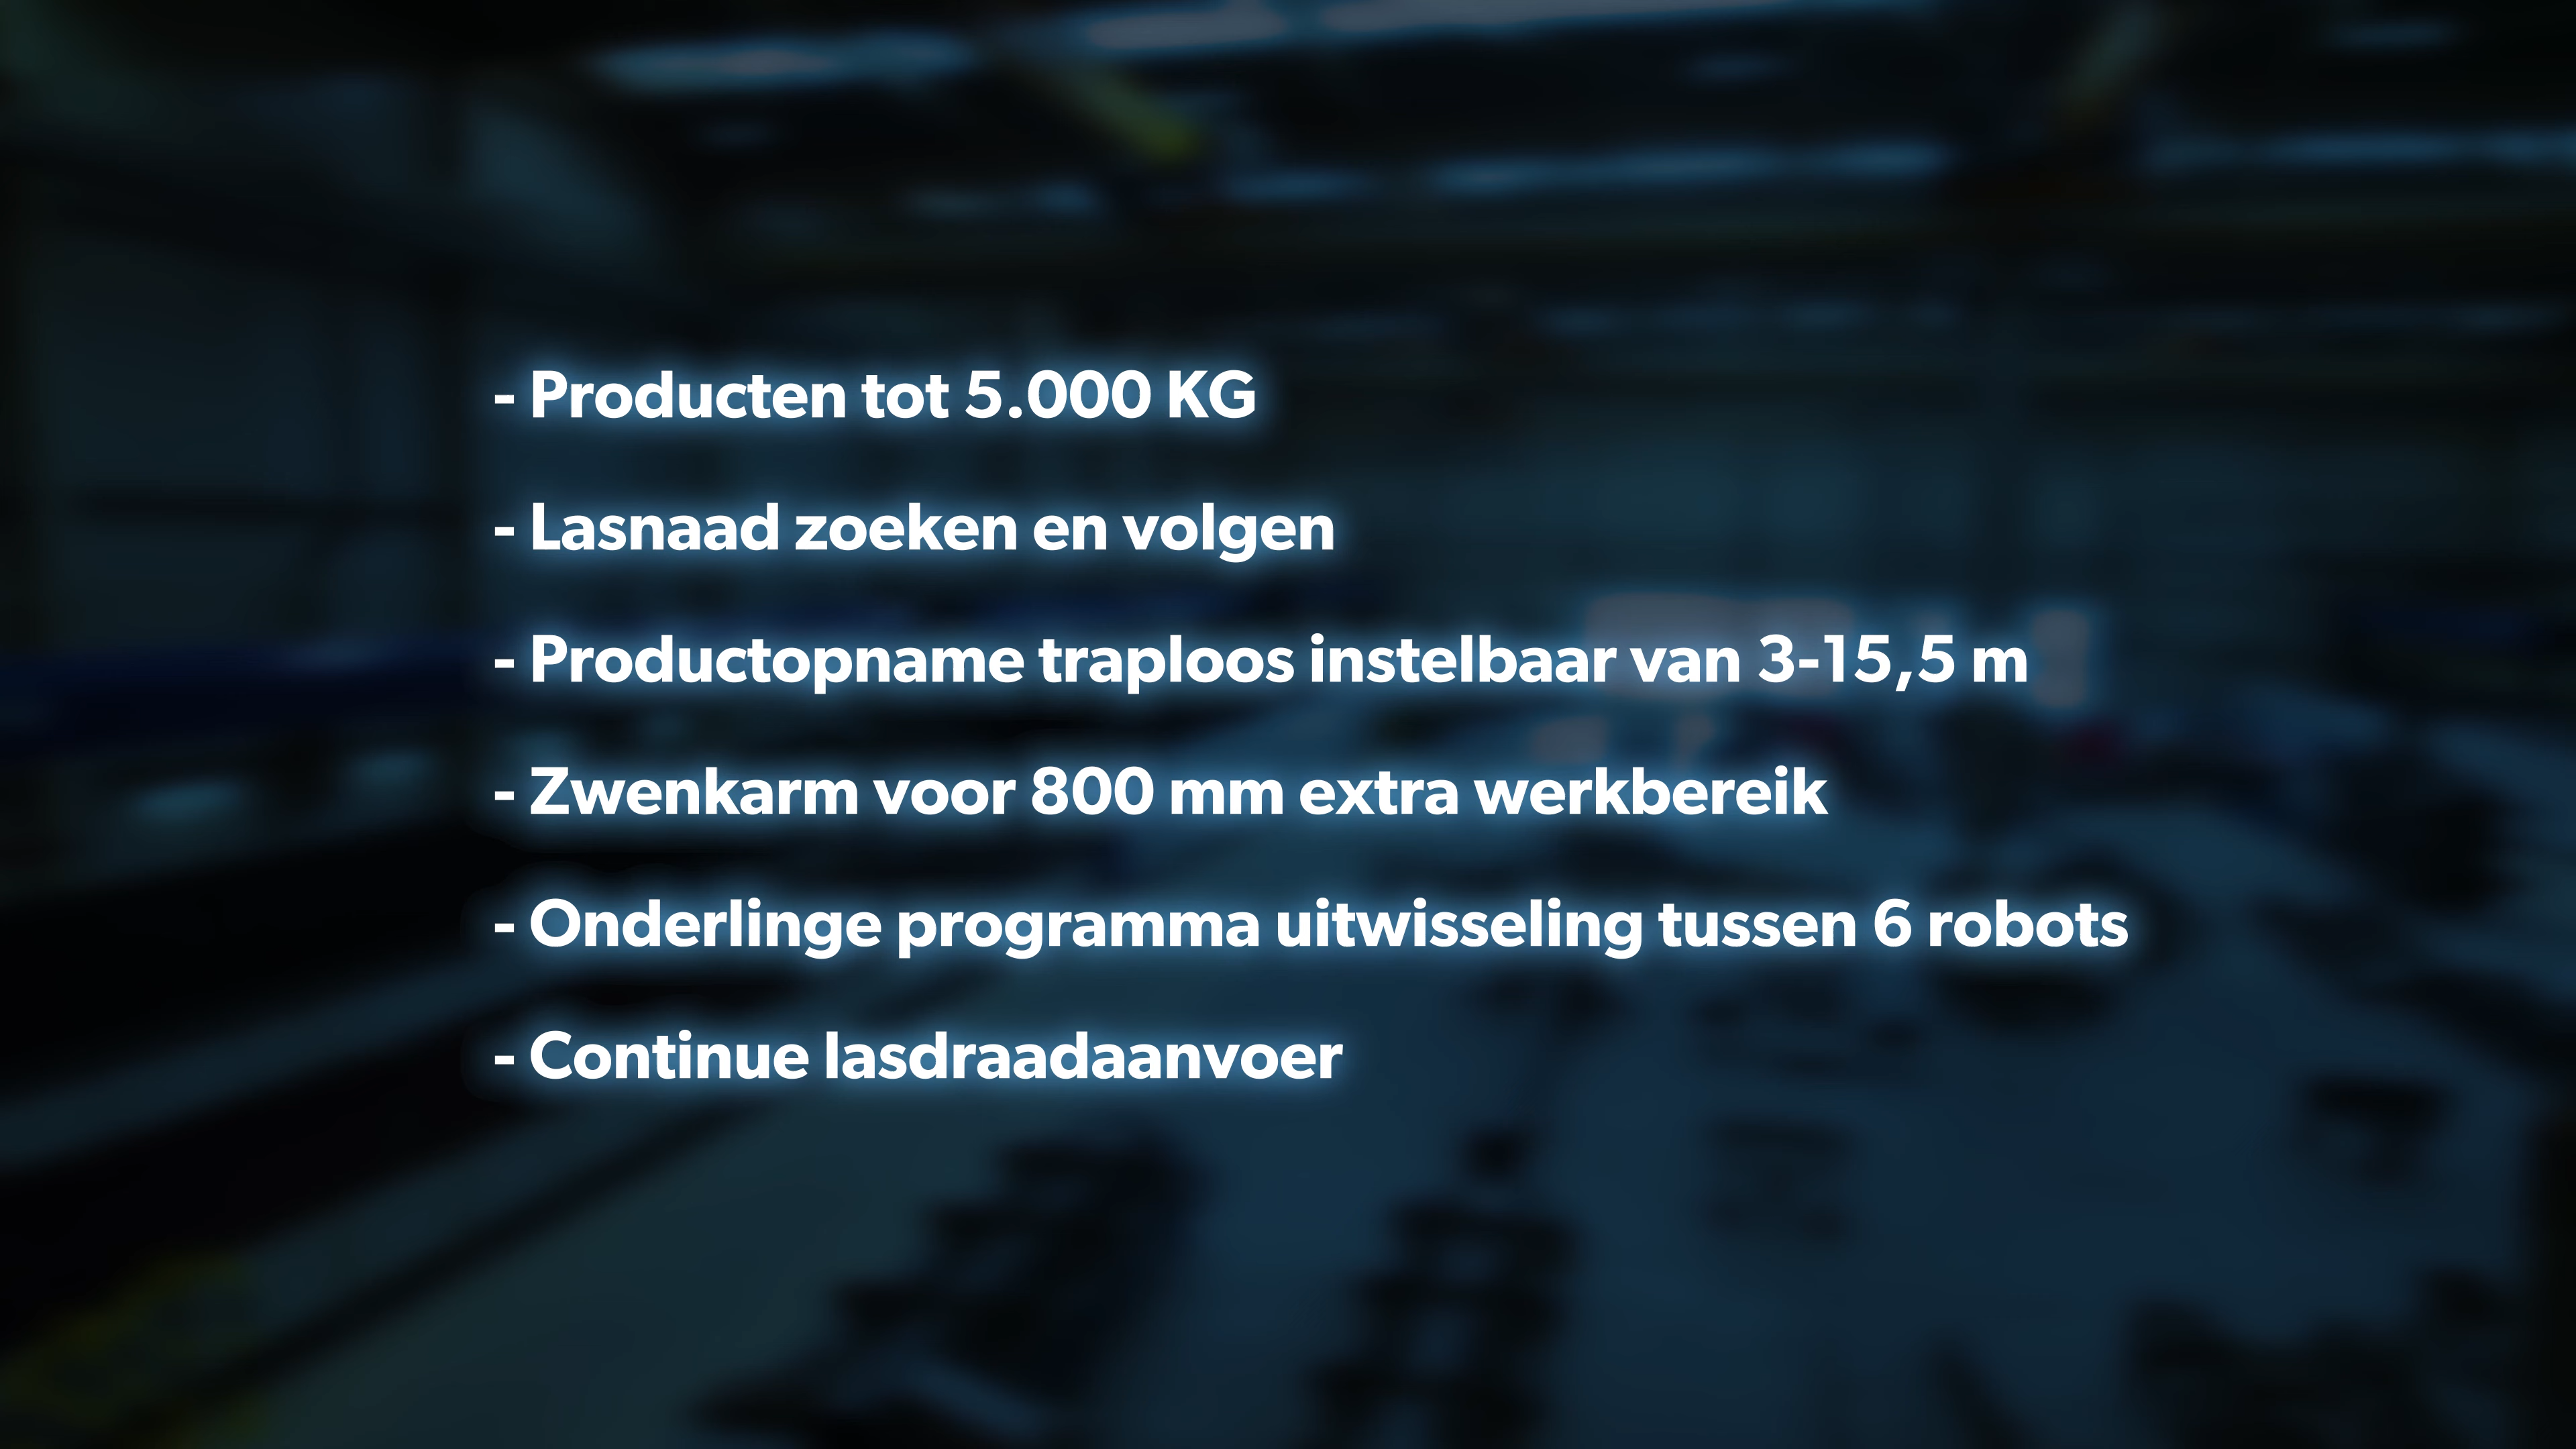 - Producten tot 5.000 KG
- Lasnaad zoeken en volgen
- Productopname traploos instelbaar van 3-15,5 m
- Zwenkarm voor 800 mm extra werkbereik
- Onderlinge programma uitwisseling tussen 6 robots
- Continue lasdraadaanvoer